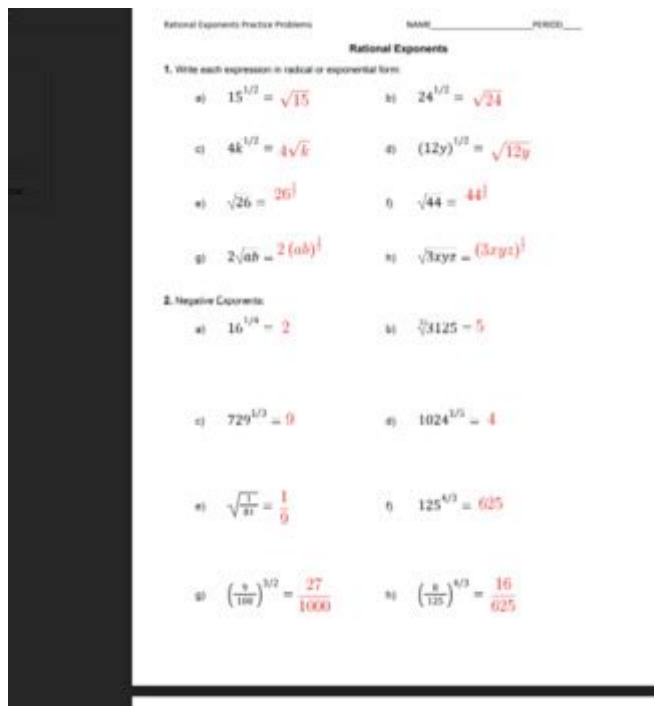 Rational Exponents Practice Problems NAME____________________PERIOD____
Rational Exponents
1. Write each expression in radical or exponential form:
a) 15^{1/2} = √15 b) 24^{1/2} = √24
c) 4k^{1/2} = 4√k d) (12y)^{1/2} = √12y
e) √26 = 26^{1/2} f) √44 = 44^{1/2}
g) 2√ab = 2 (ab)^{1/2} h) √3xyz = (3xyz)^{1/2}
2. Negative Exponents:
a) 16^{1/4} = 2 b) ∜3125 = 5
c) 729^{1/3} = 9 d) 1024^{1/5} = 4
e) √(1/81) = 1/9 f) 125^{4/3} = 625
g) (9/100)^{3/2} = 27/1000 h) (8/125)^{4/3} = 16/625